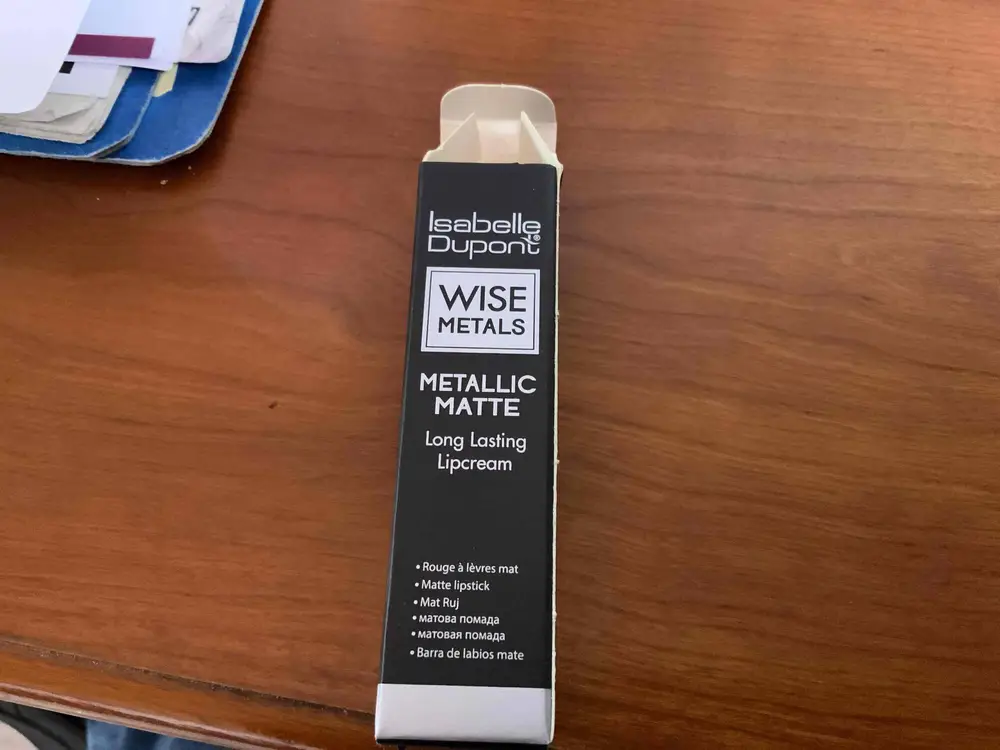 7
Isabelle
Dupont®
WISE
METALS
METALLIC
MATTE
Long Lasting
Lipcream
• Rouge à lèvres mat
• Matte lipstick
• Mat Ruj
• матова помада
• матовая помада
• Barra de labios mate